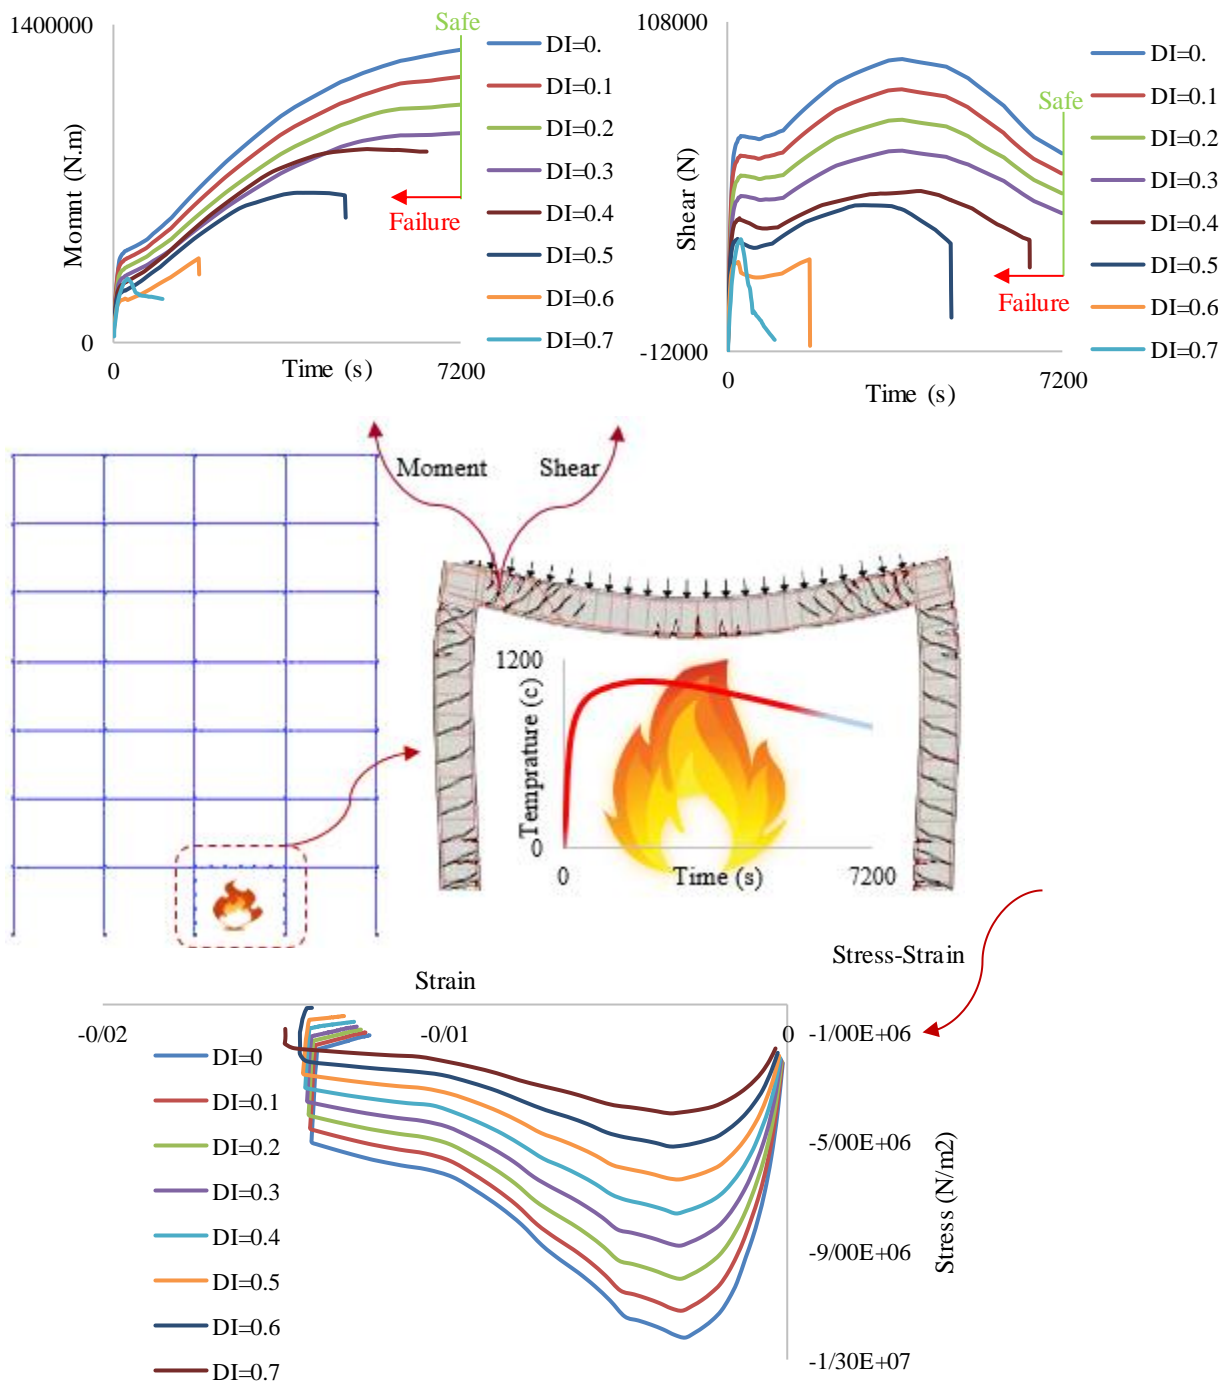 1400000
Safe
DI=0.
DI=0.1
DI=0.2
DI=0.3
DI=0.4
DI=0.5
DI=0.6
DI=0.7
Failure
Momnt (N.m)
0
0
Time (s)
7200
108000
Safe
DI=0.
DI=0.1
DI=0.2
DI=0.3
DI=0.4
DI=0.5
DI=0.6
DI=0.7
Failure
Shear (N)
-12000
0
Time (s)
7200
Moment
Shear
1200
Temprature (c)
0
0
Time (s)
7200
Stress-Strain
Strain
-0/02
-0/01
0
-1/00E+06
-5/00E+06
-9/00E+06
-1/30E+07
Stress (N/m2)
DI=0
DI=0.1
DI=0.2
DI=0.3
DI=0.4
DI=0.5
DI=0.6
DI=0.7